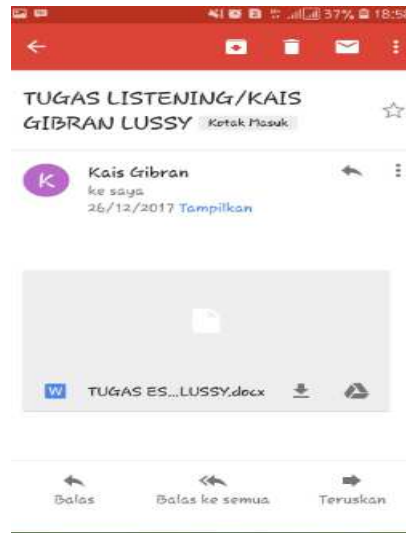 37% 18:58
TUGAS LISTENING/KAIS
GIBRAN LUSSY Kotak Masuk
K
Kais Gibran
ke saya
26/12/2017 Tampilkan
W TUGAS ES...LUSSY.docx
Balas Balas ke semua Teruskan